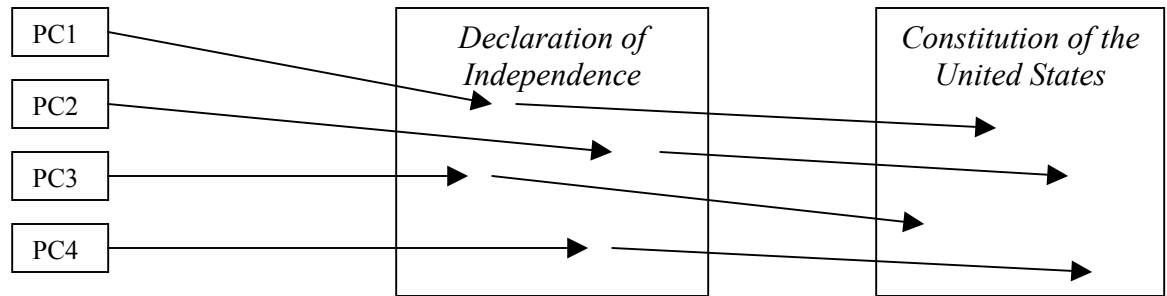 PC1
PC2
PC3
PC4
Declaration of
Independence
Constitution of the
United States